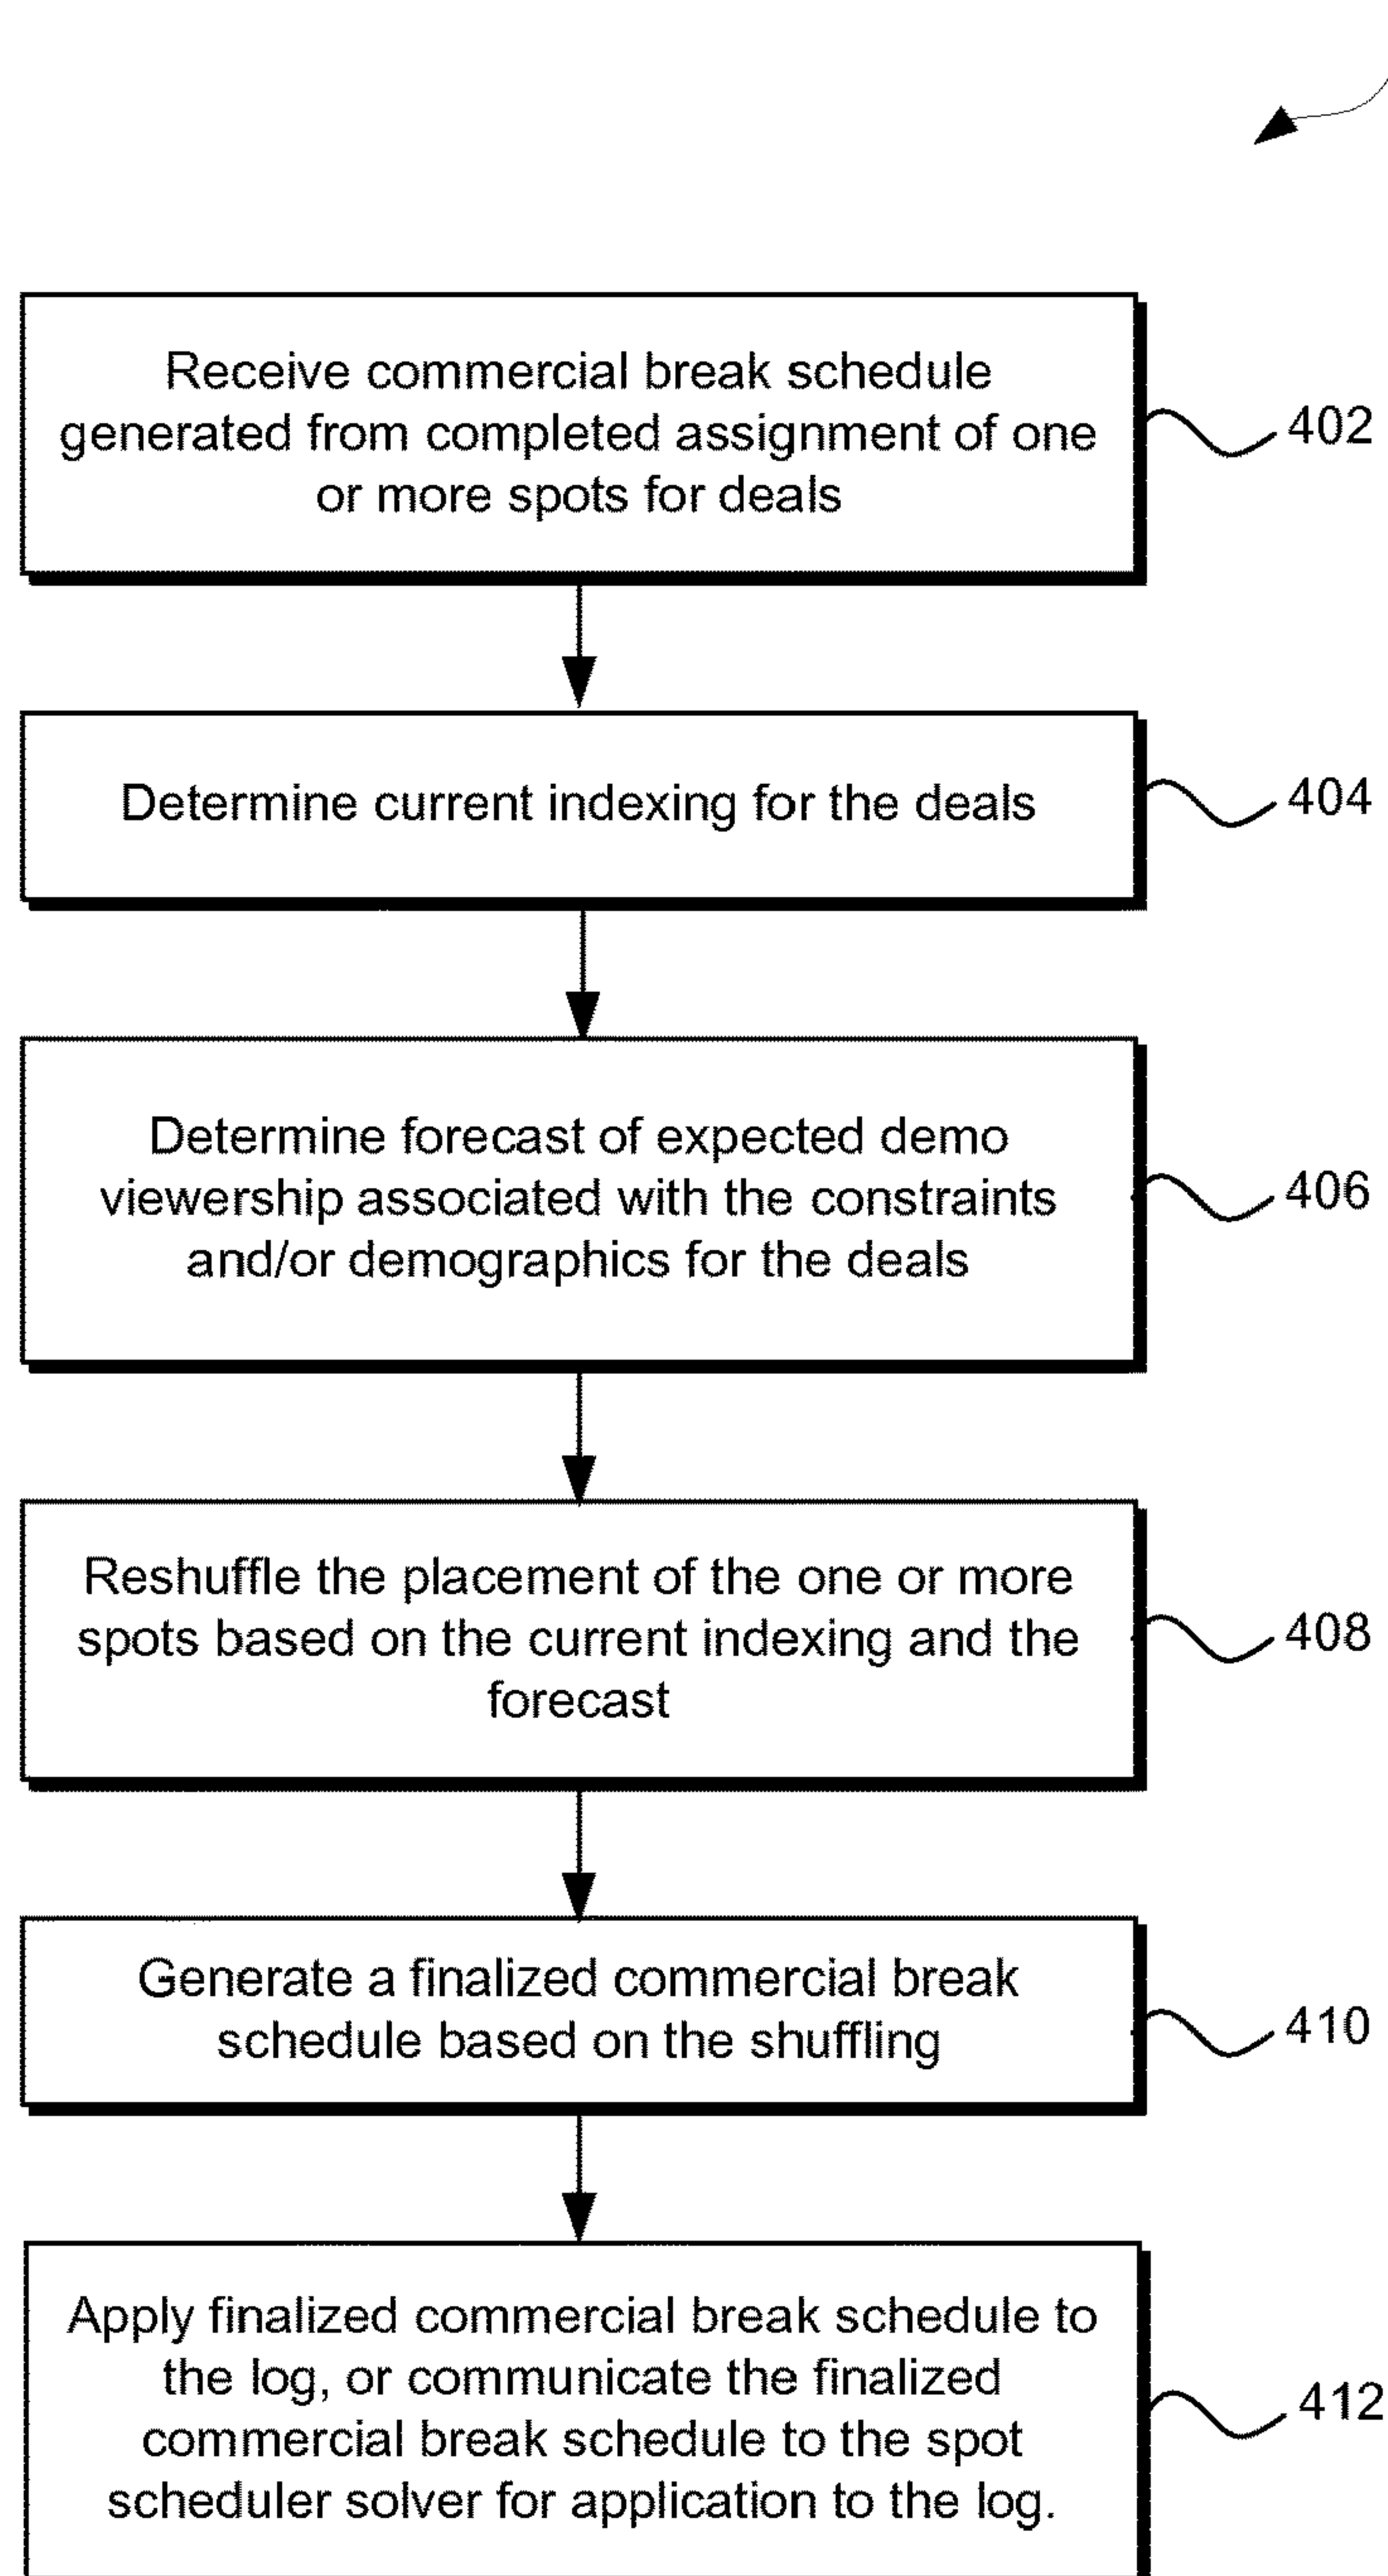 Receive commercial break schedule
generated from completed assignment of one
or more spots for deals
402
Determine current indexing for the deals
404
Determine forecast of expected demo
viewership associated with the constraints
and/or demographics for the deals
406
Reshuffle the placement of the one or more
spots based on the current indexing and the
forecast
408
Generate a finalized commercial break
schedule based on the shuffling
410
Apply finalized commercial break schedule to
the log, or communicate the finalized
commercial break schedule to the spot
scheduler solver for application to the log.
412